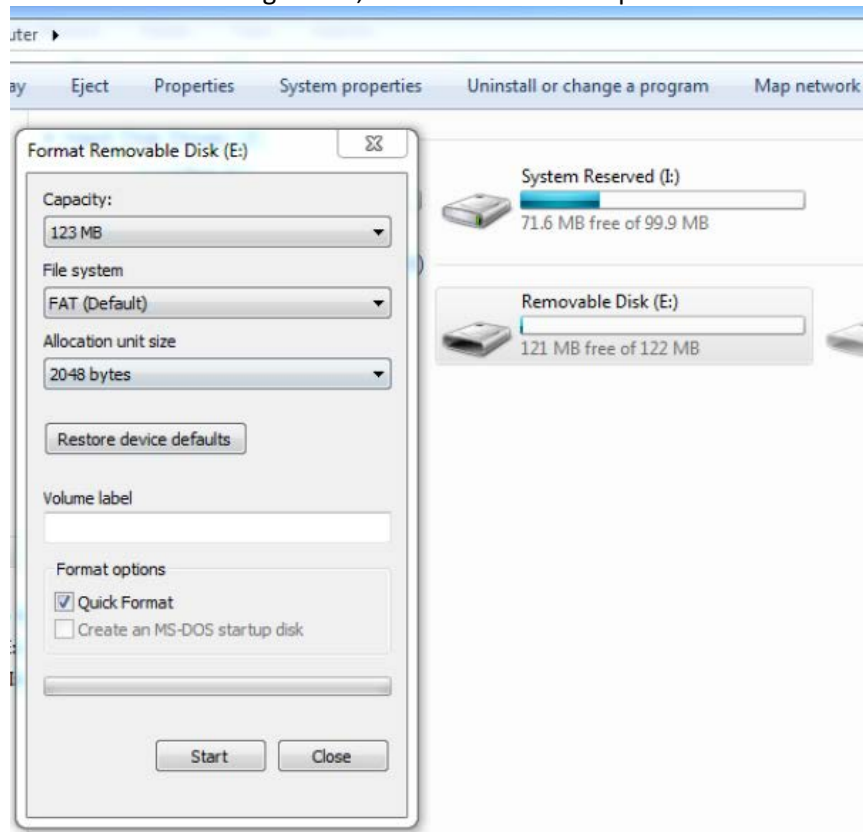 uter
Eject Properties System properties Uninstall or change a program Map network
Format Removable Disk (E:)
Capacity:
123 MB
File system
FAT (Default)
Allocation unit size
2048 bytes
Restore device defaults
Volume label
Format options
Quick Format
Create an MS-DOS startup disk
Start Close
System Reserved (I:)
71.6 MB free of 99.9 MB
Removable Disk (E:)
121 MB free of 122 MB